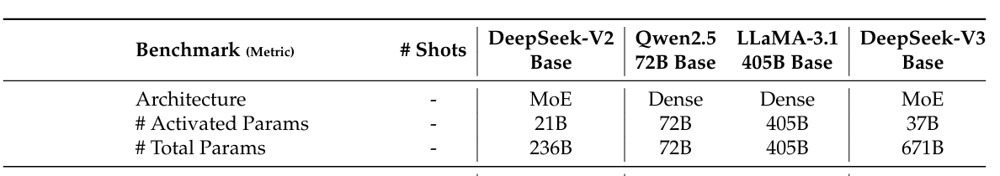 Benchmark (Metric) # Shots DeepSeek-V2 Base Qwen2.5 72B Base LLaMA-3.1 405B Base DeepSeek-V3 Base
Architecture - MoE Dense Dense MoE
# Activated Params - 21B 72B 405B 37B
# Total Params - 236B 72B 405B 671B